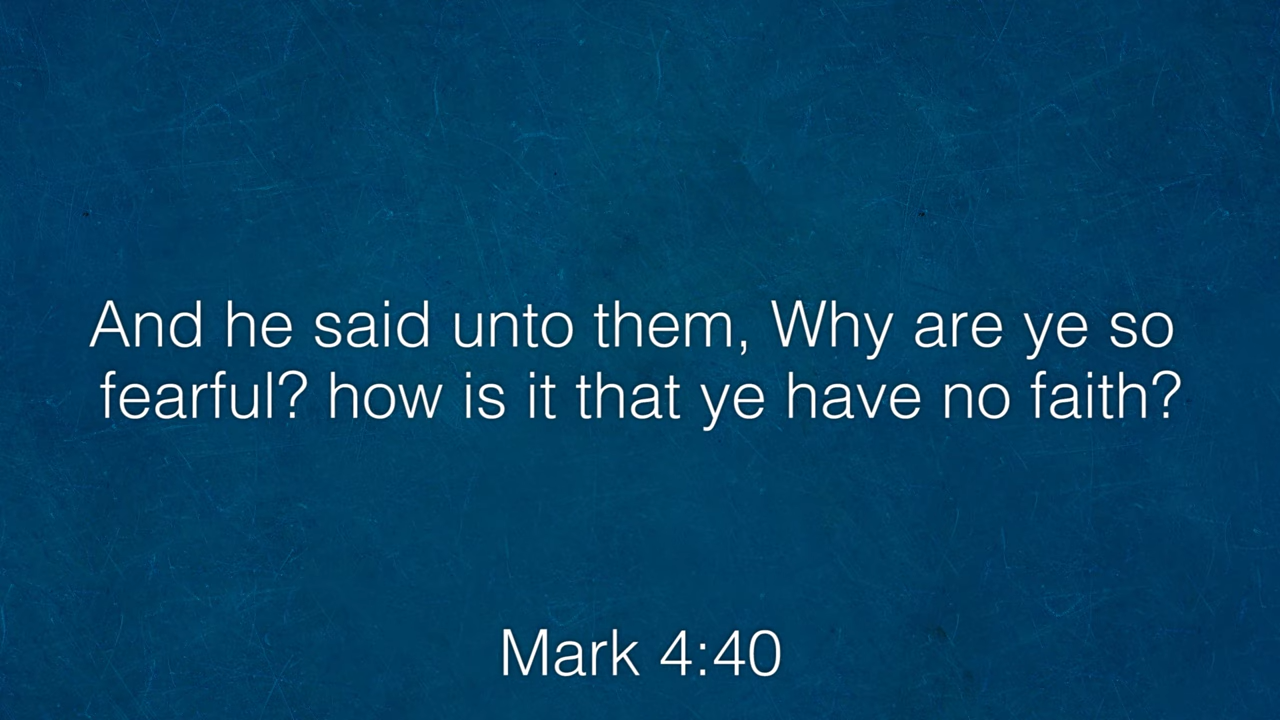 And he said unto them, Why are ye so
fearful? how is it that ye have no faith?
Mark 4:40